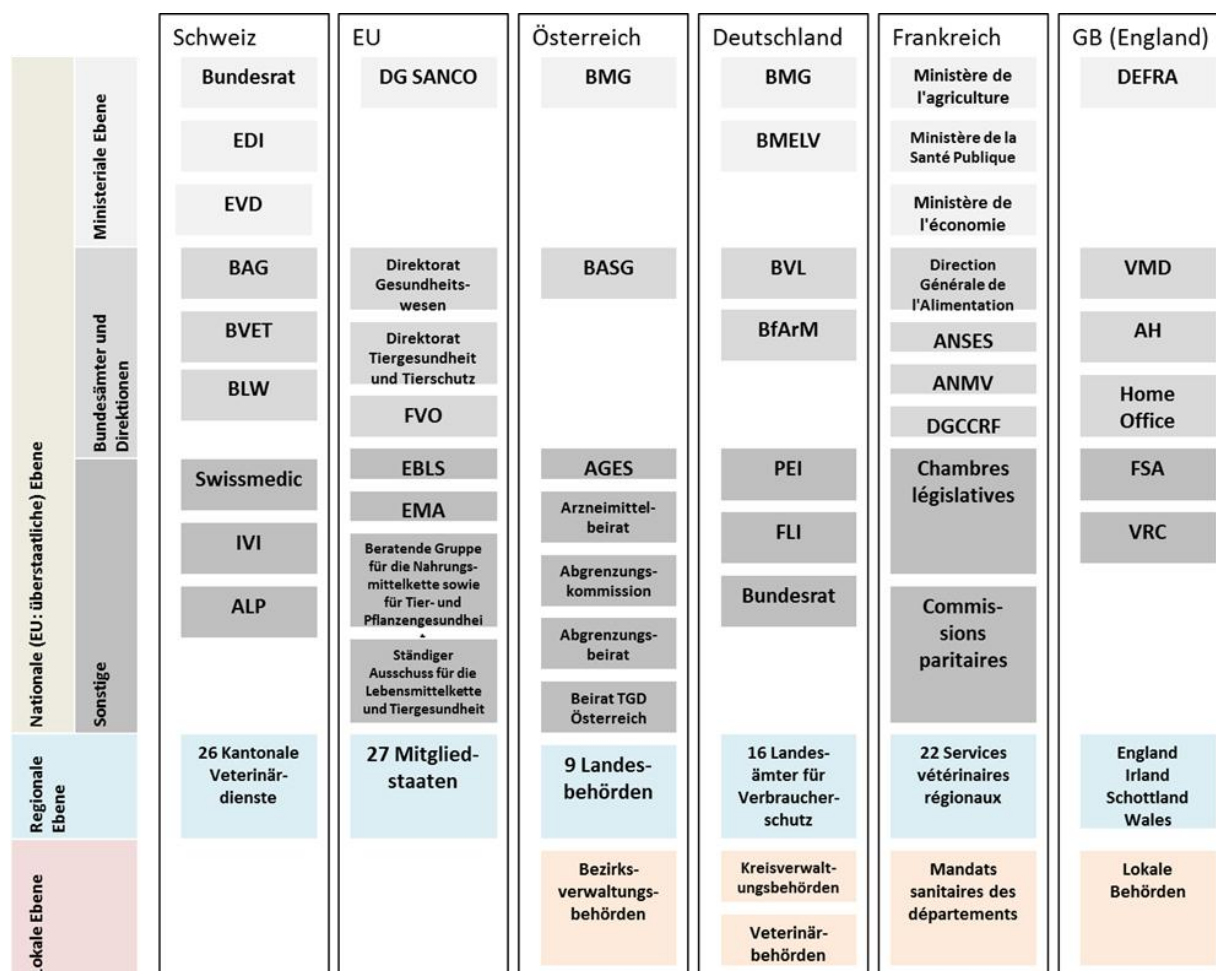 Schweiz
EU
Österreich
Deutschland
Frankreich
GB (England)
Nationale (EU: überstaatliche) Ebene
Ministeriale Ebene
Bundesrat
EDI
EVD
DG SANCO
BMG
BMG
BMELV
Ministère de
l'agriculture
Ministère de la
Santé Publique
Ministère de
l'économie
DEFRA
Bundesämter und
Direktionen
BAG
BVET
BLW
Direktorat
Gesundheits-
wesen
Direktorat
Tiergesundheit
und Tierschutz
FVO
BASG
BVL
BfArM
Direction
Générale de
l'Alimentation
ANSES
ANMV
DGCCRF
VMD
AH
Home
Office
Sonstige
Swissmedic
IVI
ALP
EBLS
EMA
Beratende Gruppe
für die Nahrungs-
mittelkette sowie
für Tier- und
Pflanzengesundhei
Ständiger
Ausschuss für die
Lebensmittelkette
und Tiergesundheit
AGES
Arzneimittel-
beirat
Abgrenzungs-
kommission
Abgrenzungs-
beirat
Beirat TGD
Österreich
PEI
FLI
Bundesrat
Chambres
législatives
Commis-
sions
paritaires
FSA
VRC
Regionale
Ebene
26 Kantonale
Veterinär-
dienste
27 Mitglied-
staaten
9 Landes-
behörden
16 Landes-
ämter für
Verbraucher-
schutz
22 Services
vétérinaires
régionaux
England
Irland
Schottland
Wales
Lokale Ebene
Bezirks-
verwaltungs-
behörden
Kreisverwalt-
ungsbehörden
Veterinär-
behörden
Mandats
sanitaires des
départements
Lokale
Behörden